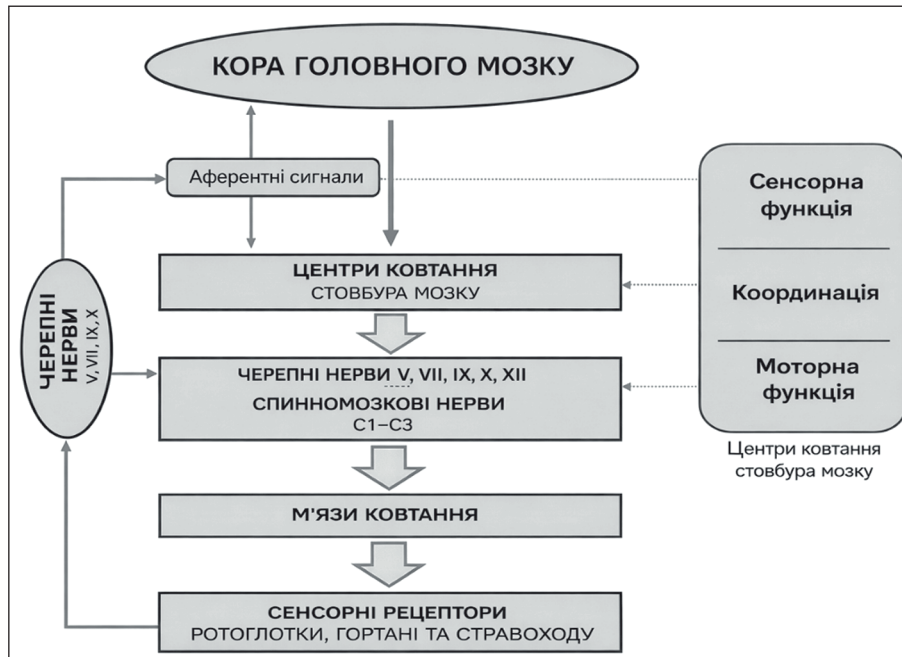 КОРА ГОЛОВНОГО МОЗКУ
Аферентні сигнали
ЦЕНТРИ КОВТАННЯ
СТОВБУРА МОЗКУ
ЧЕРЕПНІ
НЕРВИ
V, VII, IX, X
ЧЕРЕПНІ НЕРВИ V, VII, IX, X, XII
СПИННОМОЗКОВІ НЕРВИ
C1–C3
М'ЯЗИ КОВТАННЯ
СЕНСОРНІ РЕЦЕПТОРИ
РОТОГЛОТКИ, ГОРТАНІ ТА СТРАВОХОДУ
Сенсорна
функція
Координація
Моторна
функція
Центри ковтання
стовбура мозку